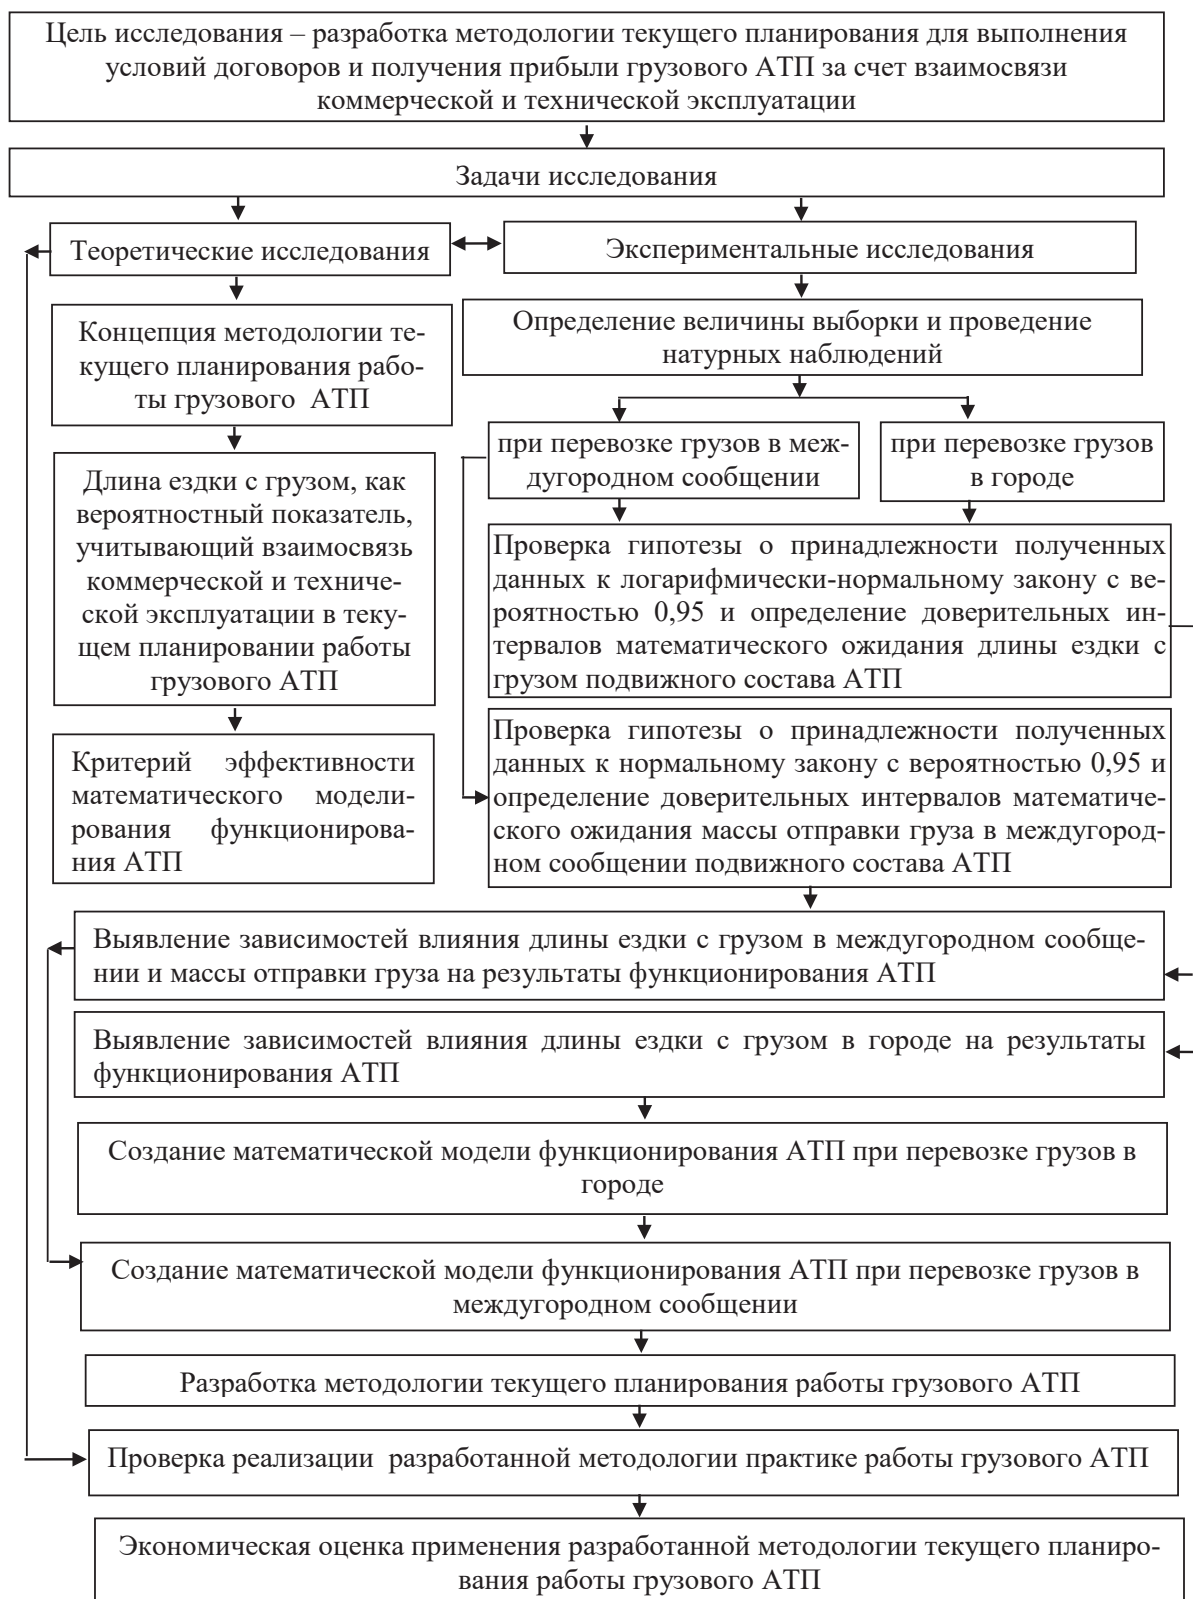 Цель исследования – разработка методологии текущего планирования для выполнения
условий договоров и получения прибыли грузового АТП за счет взаимосвязи
коммерческой и технической эксплуатации
Задачи исследования
Теоретические исследования
Экспериментальные исследования
Концепция методологии те-
кущего планирования рабо-
ты грузового АТП
Длина ездки с грузом, как
вероятностный показатель,
учитывающий взаимосвязь
коммерческой и техниче-
ской эксплуатации в теку-
щем планировании работы
грузового АТП
Критерий эффективности
математического модели-
рования функционирова-
ния АТП
Определение величины выборки и проведение
натурных наблюдений
при перевозке грузов в меж-
дугородном сообщении
при перевозке грузов
в городе
Проверка гипотезы о принадлежности полученных
данных к логарифмически-нормальному закону с ве-
роятностью 0,95 и определение доверительных ин-
тервалов математического ожидания длины ездки с
грузом подвижного состава АТП
Проверка гипотезы о принадлежности полученных
данных к нормальному закону с вероятностью 0,95 и
определение доверительных интервалов математиче-
ского ожидания массы отправки груза в междугород-
ном сообщении подвижного состава АТП
Выявление зависимостей влияния длины ездки с грузом в междугородном сообще-
нии и массы отправки груза на результаты функционирования АТП
Выявление зависимостей влияния длины ездки с грузом в городе на результаты
функционирования АТП
Создание математической модели функционирования АТП при перевозке грузов в
городе
Создание математической модели функционирования АТП при перевозке грузов в
междугородном сообщении
Разработка методологии текущего планирования работы грузового АТП
Проверка реализации разработанной методологии практике работы грузового АТП
Экономическая оценка применения разработанной методологии текущего планиро-
вания работы грузового АТП